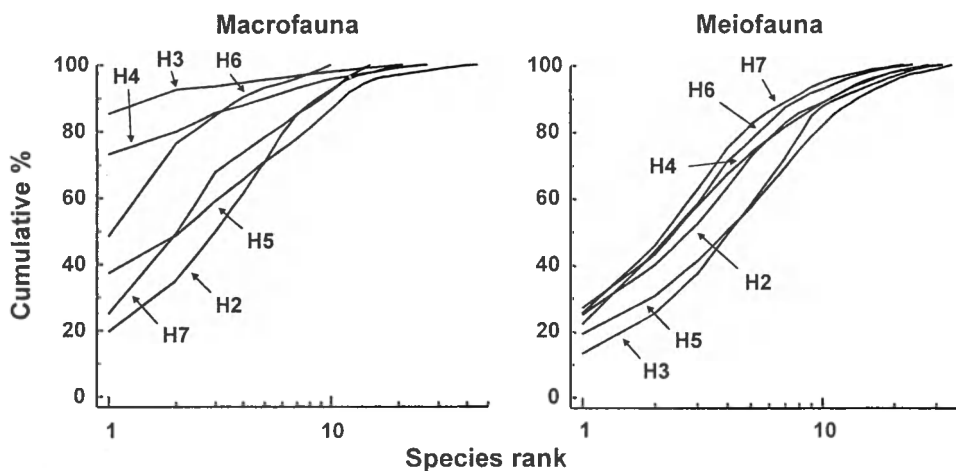 Macrofauna
Meiofauna
Cumulative %
100
80
60
40
20
0
H3
H6
H4
H5
H2
H7
1
10
100
80
60
40
20
0
H7
H6
H4
H2
H5
H3
1
10
Species rank